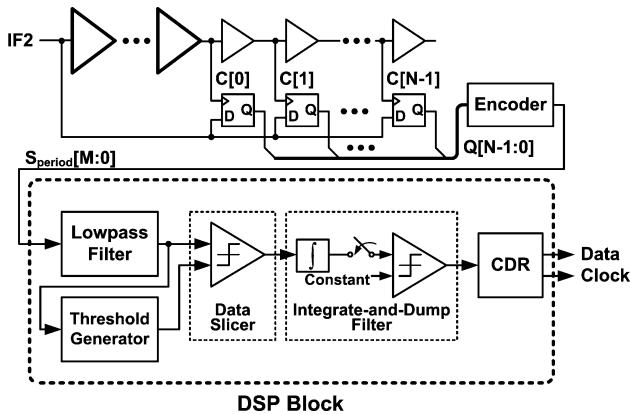 IF2
C[0]
C[1]
C[N-1]
Q
D
Q
D
Q
D
Encoder
Q[N-1:0]
Speriod[M:0]
Lowpass
Filter
Threshold
Generator
Data
Slicer
∫
Constant
Integrate-and-Dump
Filter
CDR
Data
Clock
DSP Block